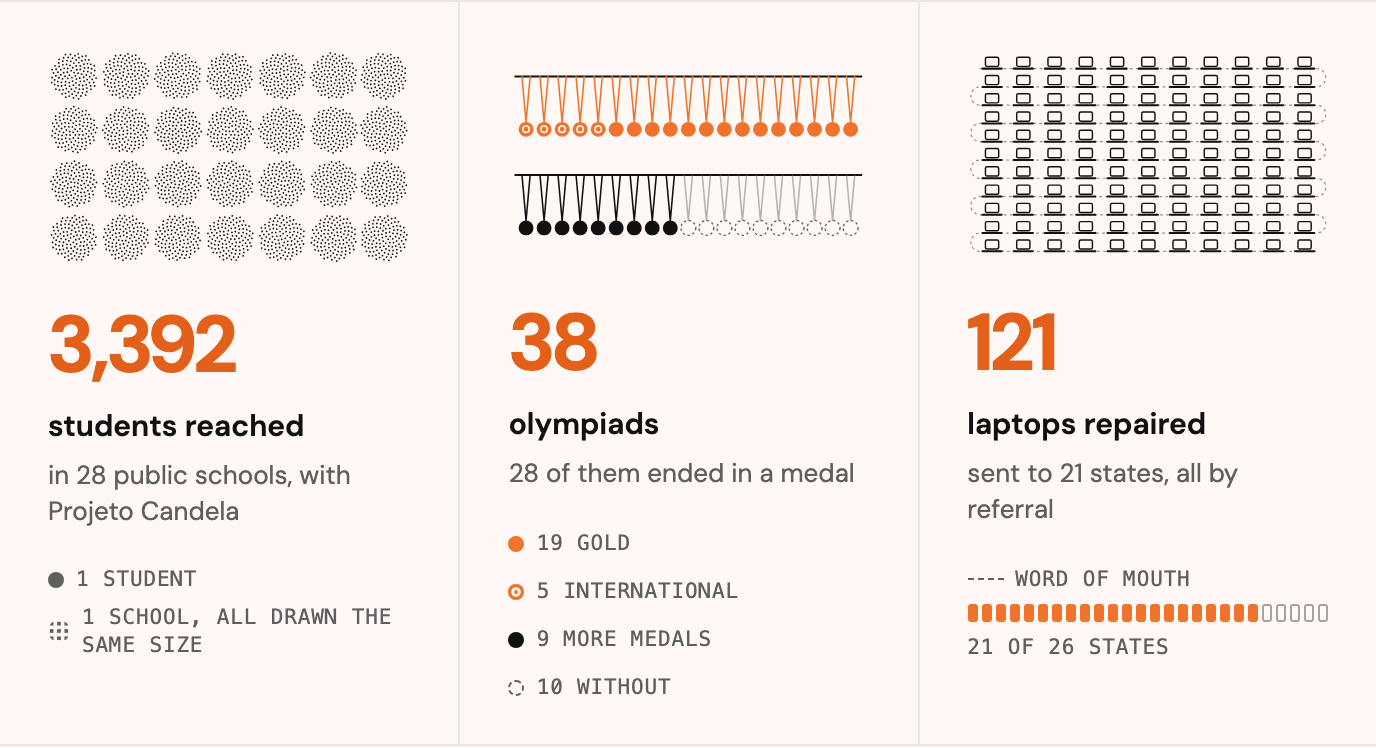 3,392
students reached
in 28 public schools, with
Projeto Candela
1 STUDENT
1 SCHOOL, ALL DRAWN THE
SAME SIZE
38
olympiads
28 of them ended in a medal
19 GOLD
5 INTERNATIONAL
9 MORE MEDALS
10 WITHOUT
121
laptops repaired
sent to 21 states, all by
referral
WORD OF MOUTH
21 OF 26 STATES